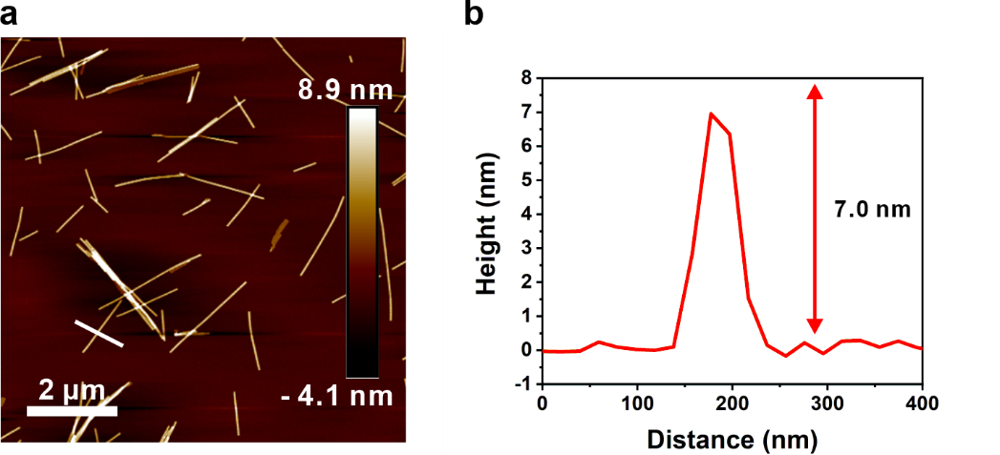 a
8.9 nm
- 4.1 nm
2 µm
b
8
7
6
5
4
3
2
1
0
-1
Height (nm)
7.0 nm
0 100 200 300 400
Distance (nm)